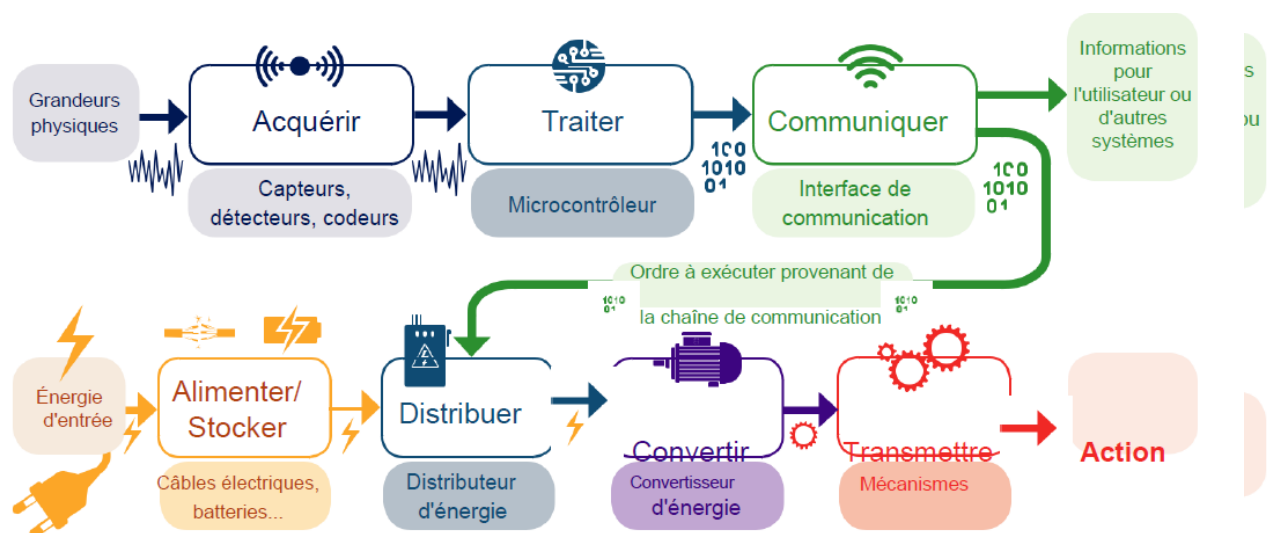 Grandeurs
physiques
Acquérir
Capteurs,
détecteurs, codeurs
Traiter
Microcontrôleur
100
1010
01
Communiquer
Interface de
communication
100
1010
01
Informations
pour
l'utilisateur ou
d'autres
systèmes
s
ou
Ordre à exécuter provenant de
1010
01
1010
01
la chaîne de communication
Énergie
d'entrée
Alimenter/
Stocker
Câbles électriques,
batteries...
Distribuer
Distributeur
d'énergie
Convertir
Convertisseur
d'énergie
Transmettre
Mécanismes
Action